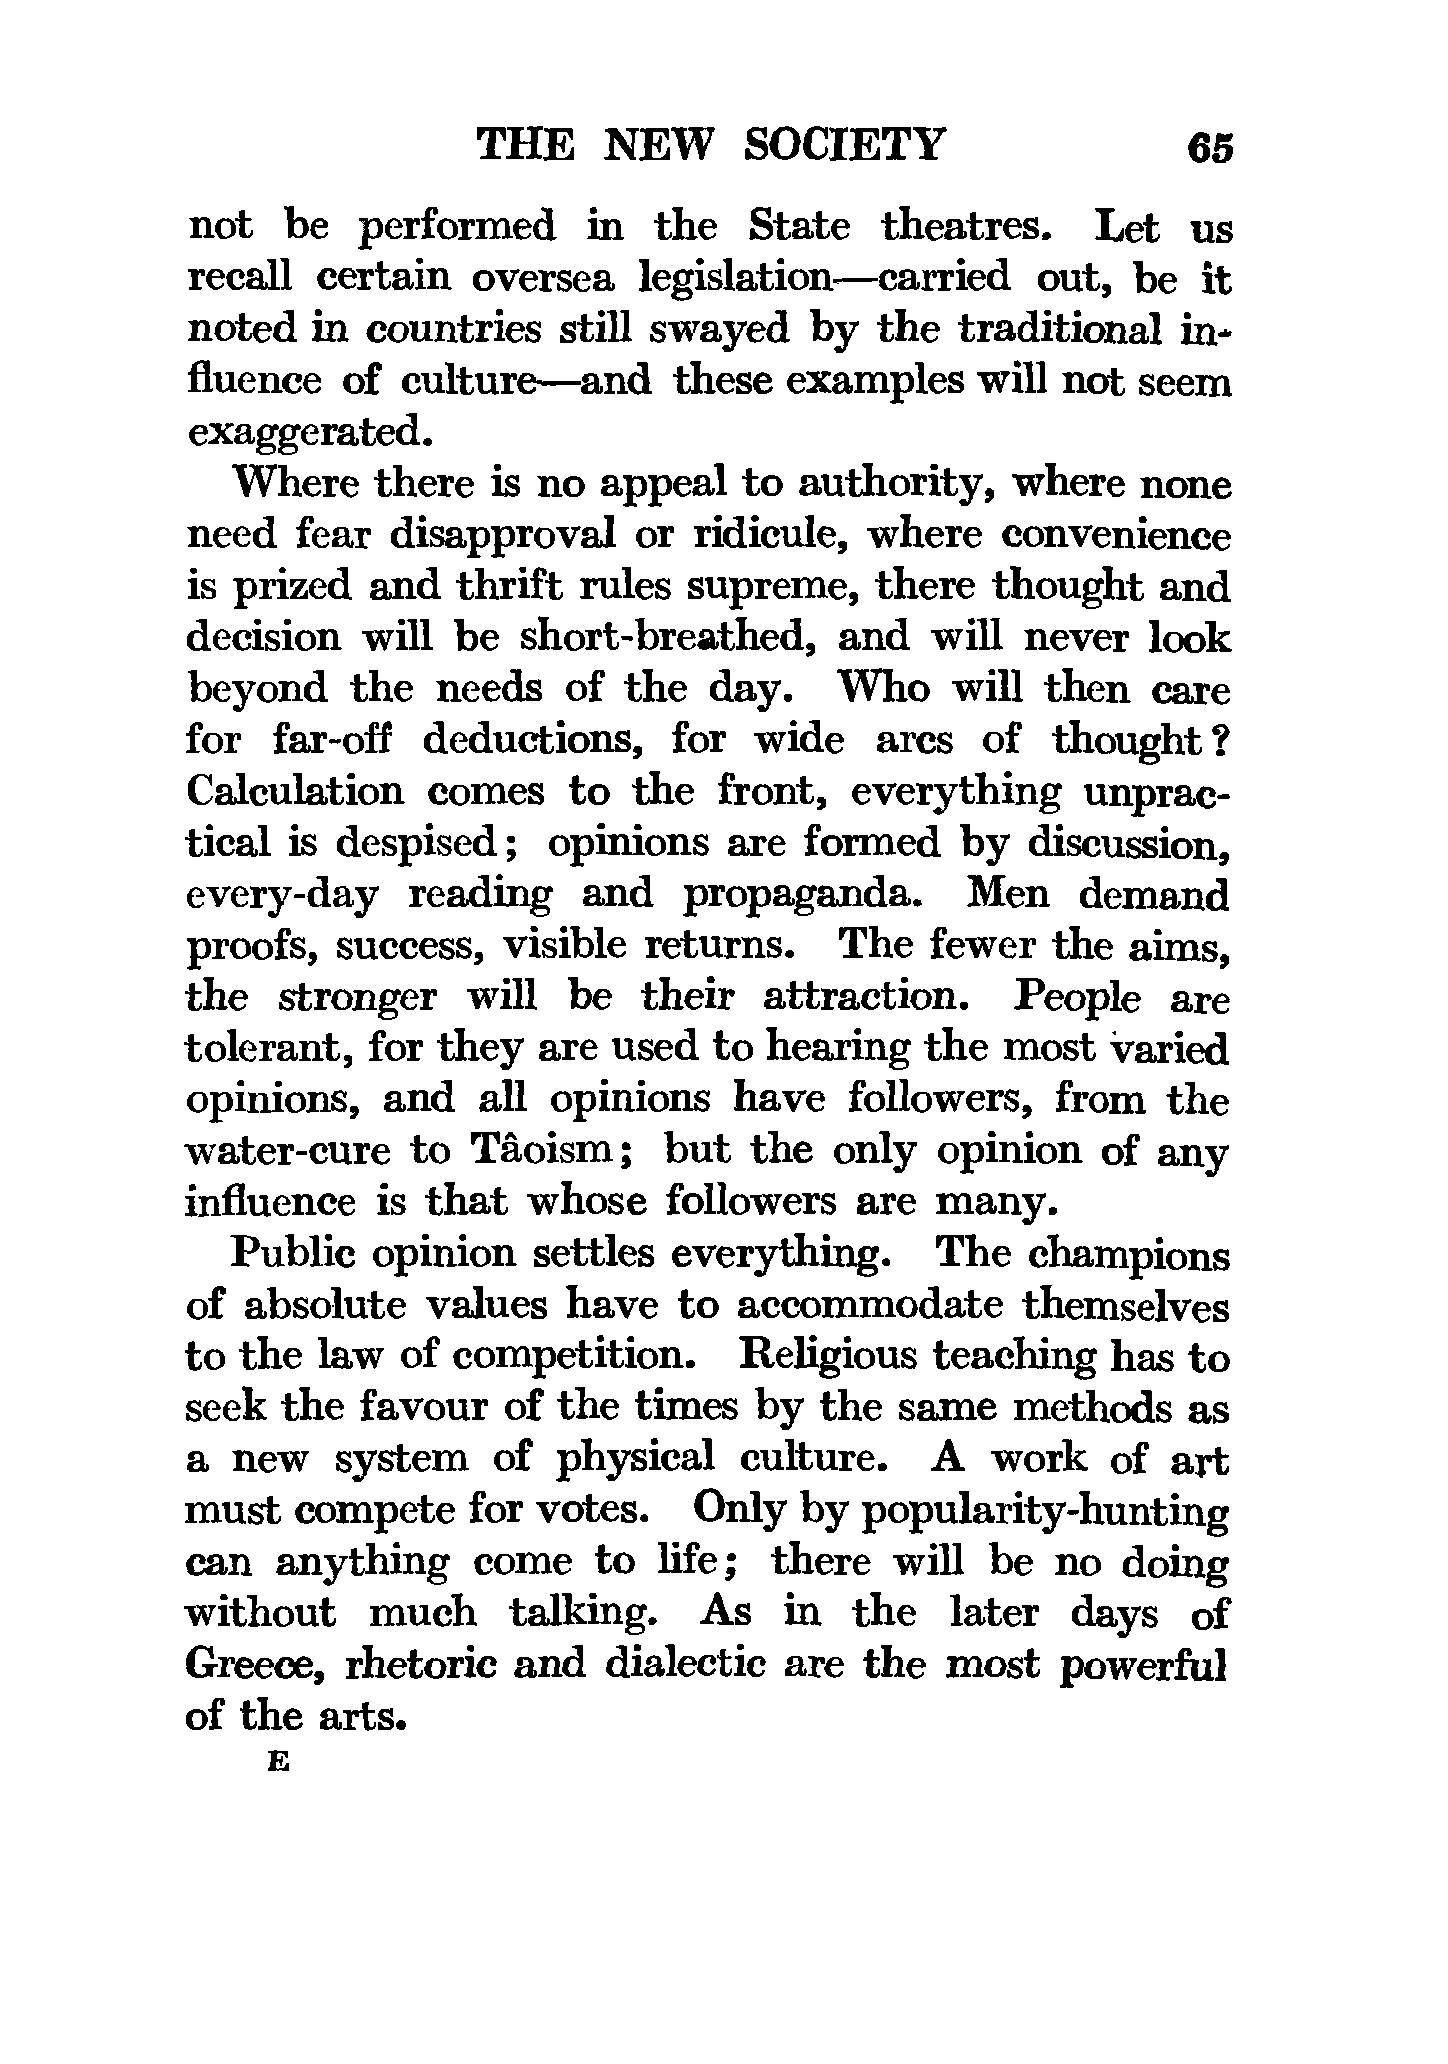 THE NEW SOCIETY 65
not be performed in the State theatres. Let us
recall certain oversea legislation—carried out, be it
noted in countries still swayed by the traditional in-
fluence of culture—and these examples will not seem
exaggerated.
Where there is no appeal to authority, where none
need fear disapproval or ridicule, where convenience
is prized and thrift rules supreme, there thought and
decision will be short-breathed, and will never look
beyond the needs of the day. Who will then care
for far-off deductions, for wide arcs of thought?
Calculation comes to the front, everything unprac-
tical is despised; opinions are formed by discussion,
every-day reading and propaganda. Men demand
proofs, success, visible returns. The fewer the aims,
the stronger will be their attraction. People are
tolerant, for they are used to hearing the most varied
opinions, and all opinions have followers, from the
water-cure to Tâoism; but the only opinion of any
influence is that whose followers are many.
Public opinion settles everything. The champions
of absolute values have to accommodate themselves
to the law of competition. Religious teaching has to
seek the favour of the times by the same methods as
a new system of physical culture. A work of art
must compete for votes. Only by popularity-hunting
can anything come to life; there will be no doing
without much talking. As in the later days of
Greece, rhetoric and dialectic are the most powerful
of the arts.
E